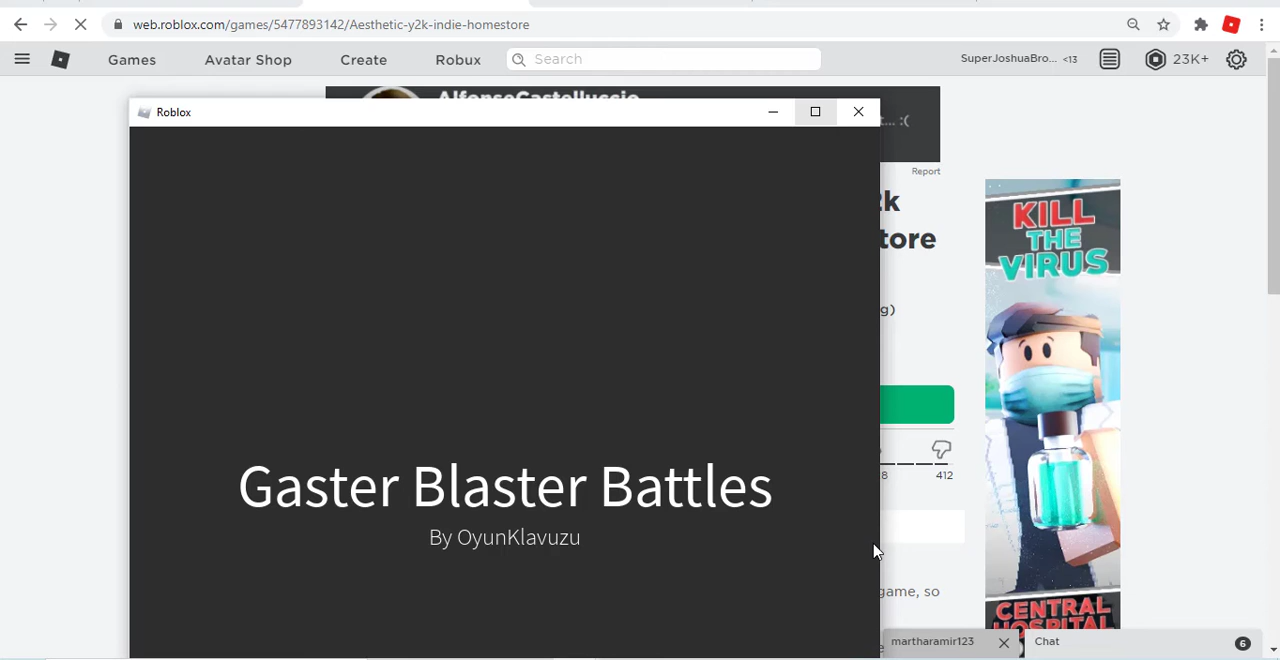 web.roblox.com/games/5477893142/Aesthetic-y2k-indie-homestore
Games Avatar Shop Create Robux Search SuperJoshuaBro... <13 23K+
AlfonsoCastelluccio
Roblox
t... :(
Report
2k
tore
g)
KILL
THE
VIRUS
Gaster Blaster Battles
8 412
By OyunKlavuzu
game, so
CENTRAL
HOSPITAL
martharamir123 Chat 6